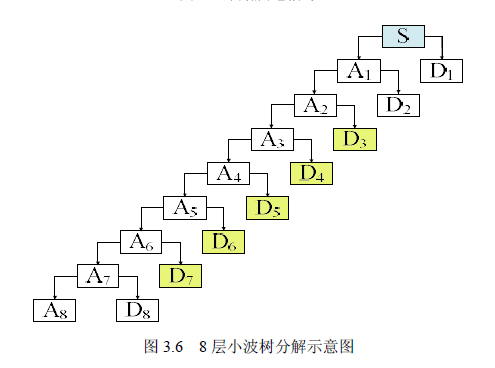 S
A₁ D₁
A₂ D₂
A₃ D₃
A₄ D₄
A₅ D₅
A₆ D₆
A₇ D₇
A₈ D₈
图 3.6 8 层小波树分解示意图